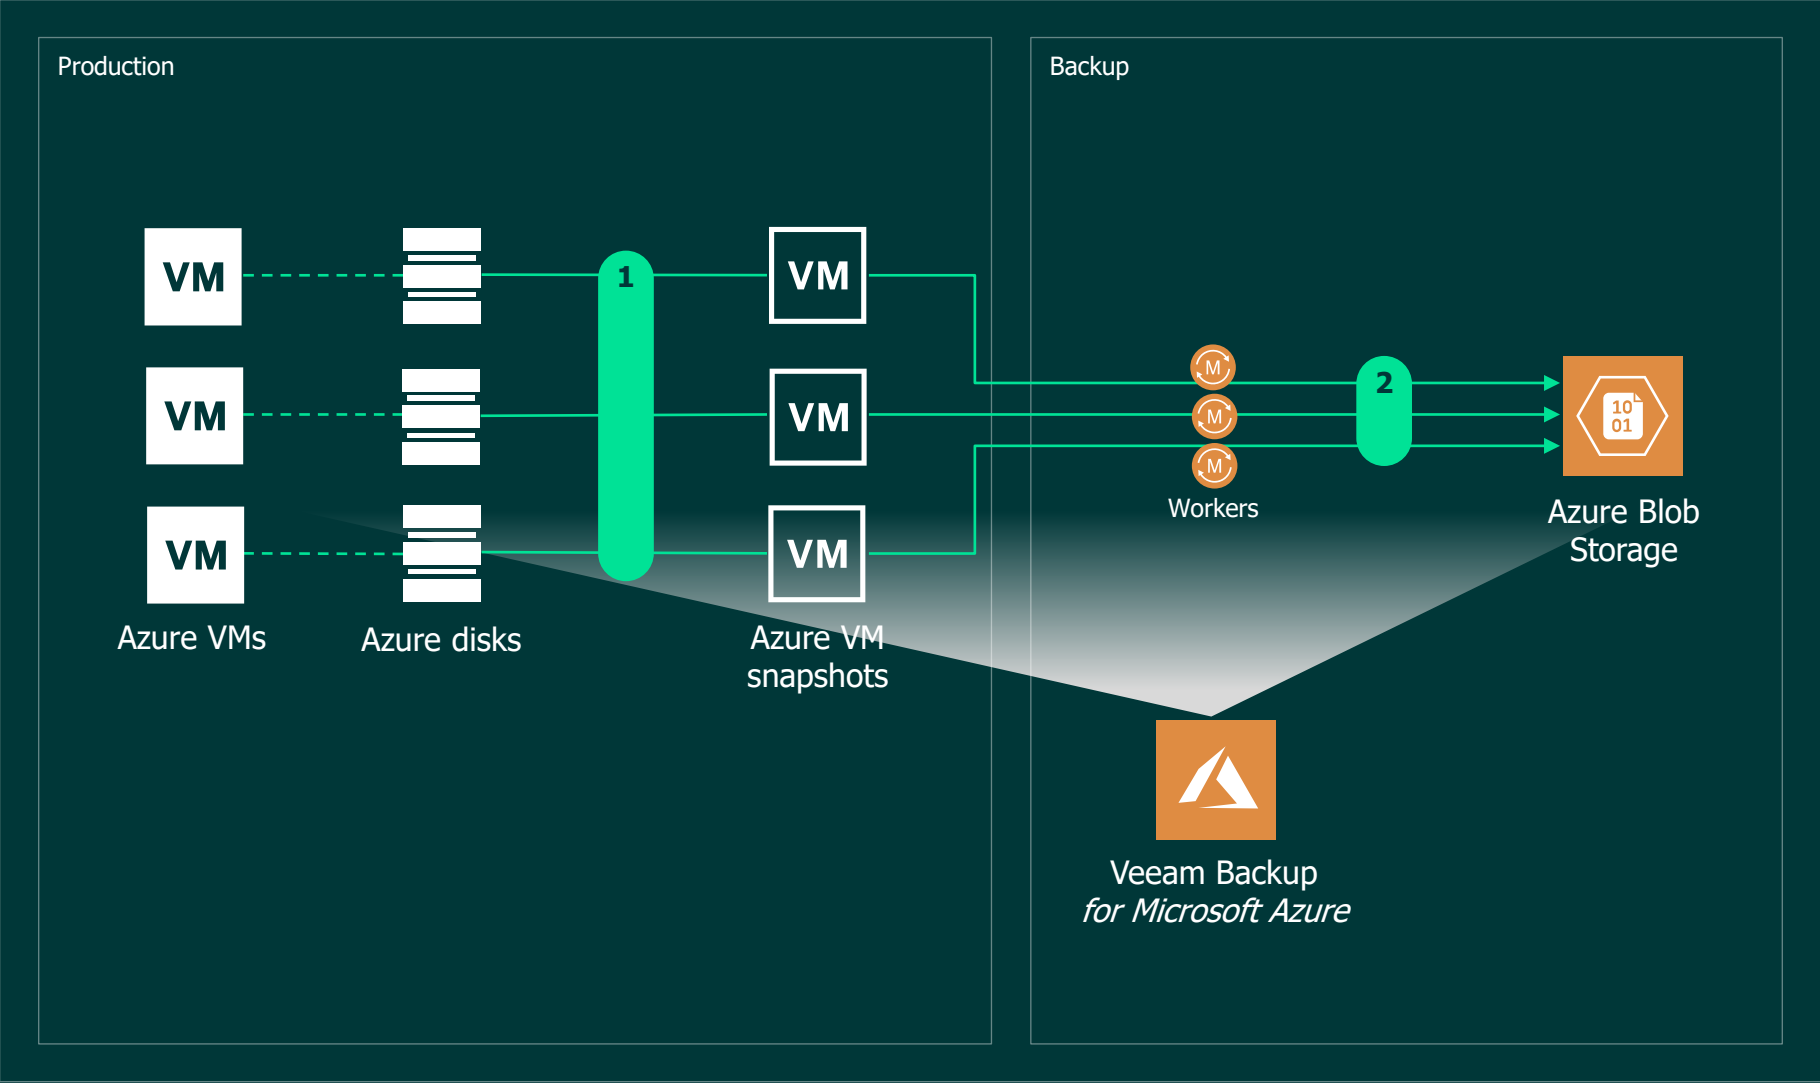 Production
Backup
VM
1
VM
VM
VM
M
2
M
10
01
VM
VM
M
Workers
Azure Blob
Storage
Azure VMs
Azure disks
Azure VM
snapshots
Veeam Backup
for Microsoft Azure